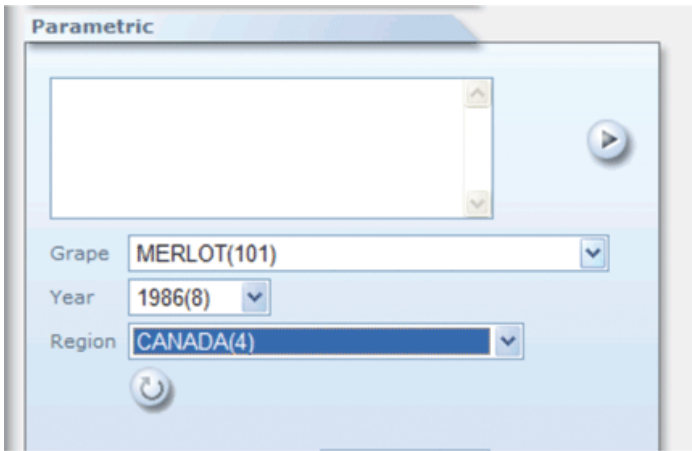 Parametric
Grape MERLOT(101)
Year 1986(8)
Region CANADA(4)